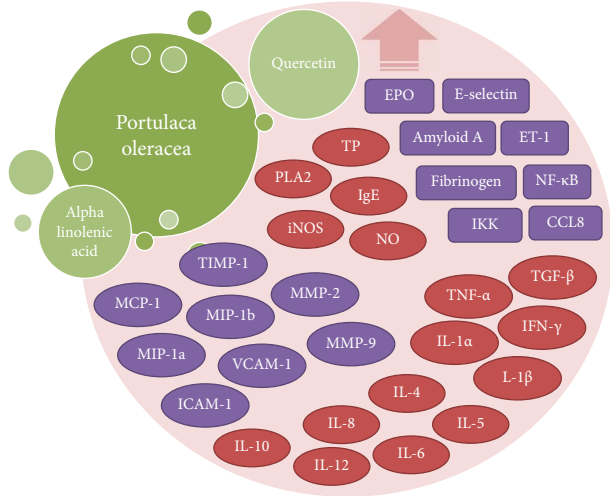 Quercetin
Portulaca
oleracea
Alpha
linolenic
acid
EPO
E-selectin
Amyloid A
ET-1
Fibrinogen
NF-κB
IKK
CCL8
TP
PLA2
IgE
iNOS
NO
TIMP-1
MCP-1
MIP-1b
MMP-2
MIP-1a
VCAM-1
MMP-9
ICAM-1
TNF-α
TGF-β
IL-1α
IFN-γ
L-1β
IL-4
IL-8
IL-5
IL-10
IL-12
IL-6